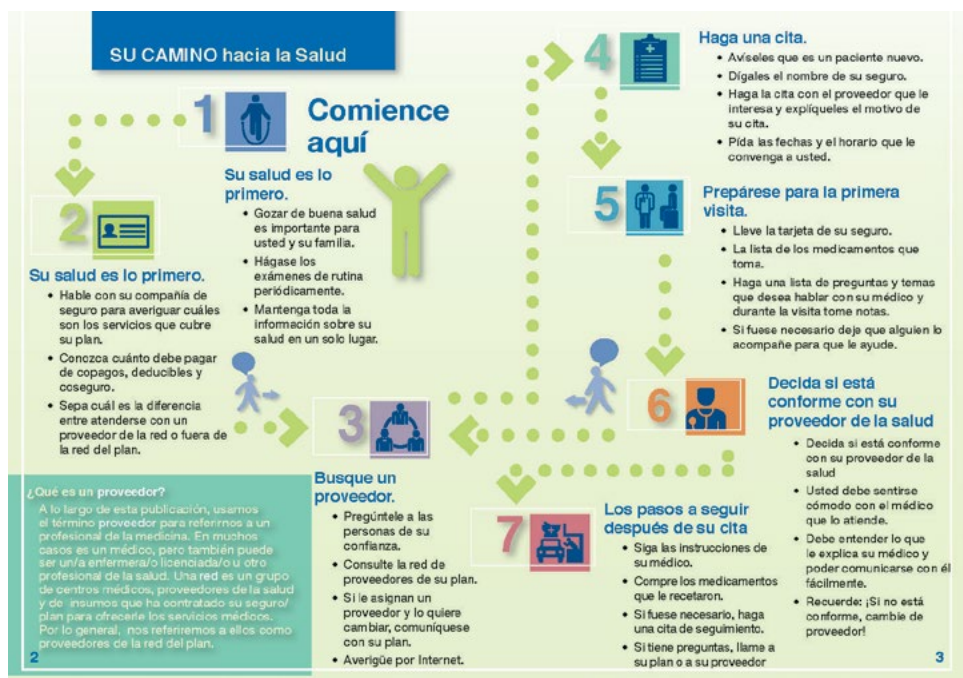 SU CAMINO hacia la Salud
1
Comience
aquí
Su salud es lo
primero.
• Gozar de buena salud
es importante para
usted y su familia.
• Hágase los
exámenes de rutina
periódicamente.
• Mantenga toda la
información sobre su
salud en un solo lugar.
2
Su salud es lo primero.
• Hable con su compañía de
seguro para averiguar cuáles
son los servicios que cubre
su plan.
• Conozca cuánto debe pagar
de copagos, deducibles y
coseguro.
• Sepa cuál es la diferencia
entre atenderse con un
proveedor de la red o fuera de
la red del plan.
3
Busque un
proveedor.
• Pregúntele a las
personas de su
confianza.
• Consulte la red de
proveedores de su plan.
• Si le asignan un
proveedor y lo quiere
cambiar, comuníquese
con su plan.
• Averigüe por Internet.
¿Qué es un proveedor?
A lo largo de esta publicación, usamos
el término proveedor para referirnos a un
profesional de la medicina. En muchos
casos es un médico, pero también puede
ser un/a enfermera/o licenciada/o u otro
profesional de la salud. Una red es un grupo
de centros médicos, proveedores de la salud
y de insumos que ha contratado su seguro/
plan para ofrecerle los servicios médicos.
Por lo general, nos referiremos a ellos como
proveedores de la red del plan.
2
4
Haga una cita.
• Avíseles que es un paciente nuevo.
• Dígales el nombre de su seguro.
• Haga la cita con el proveedor que le
interesa y explíqueles el motivo de
su cita.
• Pída las fechas y el horario que le
convenga a usted.
5
Prepárese para la primera
visita.
• Lleve la tarjeta de su seguro.
• La lista de los medicamentos que
toma.
• Haga una lista de preguntas y temas
que desea hablar con su médico y
durante la visita tome notas.
• Si fuese necesario deje que alguien lo
acompañe para que le ayude.
6
Decida si está
conforme con su
proveedor de la salud
• Decida si está conforme
con su proveedor de la
salud
• Usted debe sentirse
cómodo con el médico
que lo atiende.
• Debe entender lo que
le explica su médico y
poder comunicarse con él
fácilmente.
• Recuerde: ¡Si no está
conforme, cambie de
proveedor!
7
Los pasos a seguir
después de su cita
• Siga las instrucciones de
su médico.
• Compre los medicamentos
que le recetaron.
• Si fuese necesario, haga
una cita de seguimiento.
• Si tiene preguntas, llame a
su plan o a su proveedor
3